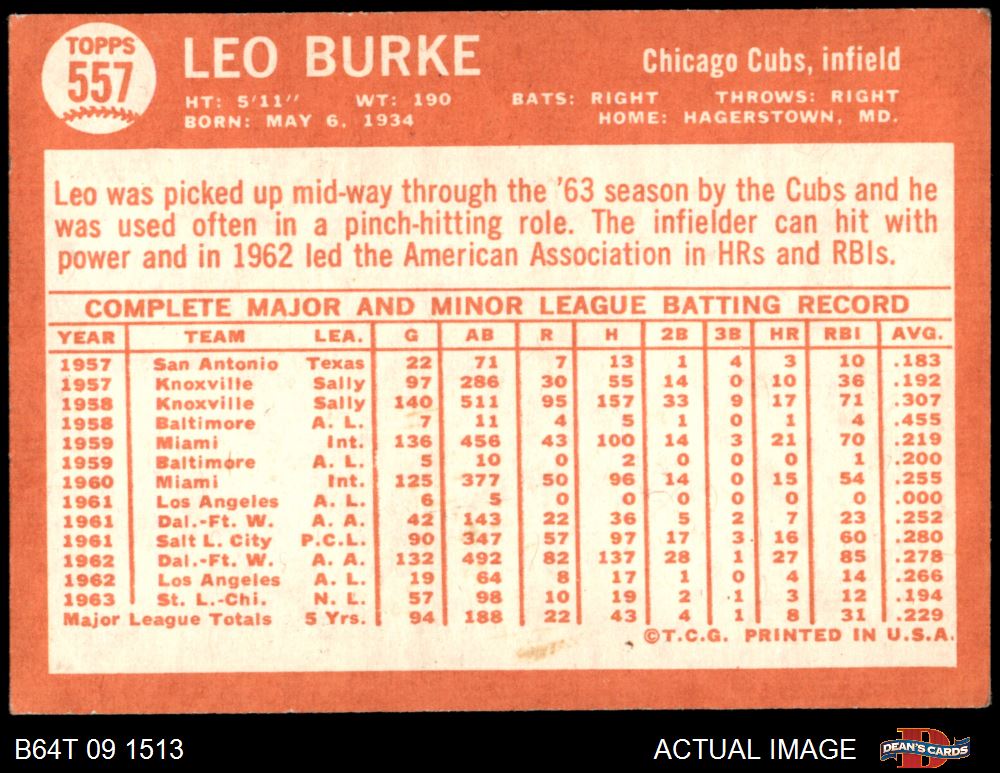 TOPPS
557
LEO BURKE
Chicago Cubs, infield
HT: 5'11" WT: 190 BATS: RIGHT THROWS: RIGHT
BORN: MAY 6, 1934 HOME: HAGERSTOWN, MD.
Leo was picked up mid-way through the '63 season by the Cubs and he
was used often in a pinch-hitting role. The infielder can hit with
power and in 1962 led the American Association in HRs and RBIs.
COMPLETE MAJOR AND MINOR LEAGUE BATTING RECORD
YEAR TEAM LEA. G AB R H 2B 3B HR RBI AVG.
1957 San Antonio Texas 22 71 7 13 1 4 3 10 .183
1957 Knoxville Sally 97 286 30 55 14 0 10 36 .192
1958 Knoxville Sally 140 511 95 157 33 9 17 71 .307
1958 Baltimore A. L. 7 11 4 5 1 0 1 4 .455
1959 Miami Int. 136 456 43 100 14 3 21 70 .219
1959 Baltimore A. L. 5 10 0 2 0 0 0 1 .200
1960 Miami Int. 125 377 50 96 14 0 15 54 .255
1961 Los Angeles A. L. 6 5 0 0 0 0 0 0 .000
1961 Dal.-Ft. W. A. A. 42 143 22 36 5 2 7 23 .252
1961 Salt L. City P.C.L. 90 347 57 97 17 3 16 60 .280
1962 Dal.-Ft. W. A. A. 132 492 82 137 28 1 27 85 .278
1962 Los Angeles A. L. 19 64 8 17 1 0 4 14 .266
1963 St. L.-Chi. N. L. 57 98 10 19 2 1 3 12 .194
Major League Totals 5 Yrs. 94 188 22 43 4 1 8 31 .229
©T.C.G. PRINTED IN U.S.A.
B64T 09 1513
ACTUAL IMAGE
DEAN'S CARDS